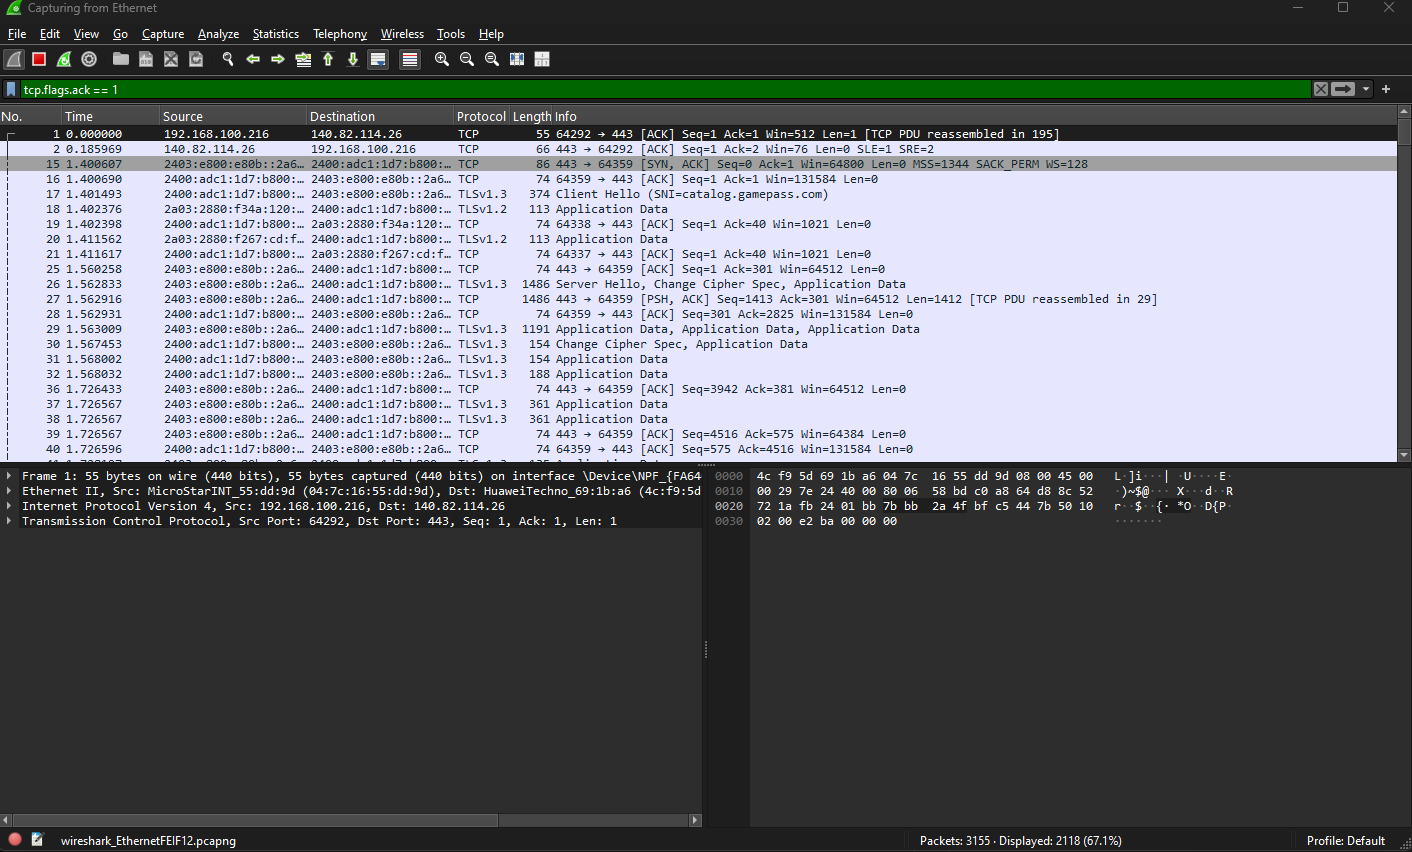 Capturing from Ethernet
File Edit View Go Capture Analyze Statistics Telephony Wireless Tools Help
tcp.flags.ack == 1
No. Time Source Destination Protocol Length Info
1 0.000000 192.168.100.216 140.82.114.26 TCP 55 64292 → 443 [ACK] Seq=1 Ack=1 Win=512 Len=1 [TCP PDU reassembled in 195]
2 0.185969 140.82.114.26 192.168.100.216 TCP 66 443 → 64292 [ACK] Seq=1 Ack=2 Win=76 Len=0 SLE=1 SRE=2
15 1.400607 2403:e800:e80b::2a6… 2400:adc1:1d7:b800:… TCP 86 443 → 64359 [SYN, ACK] Seq=0 Ack=1 Win=64800 Len=0 MSS=1344 SACK_PERM WS=128
16 1.400690 2400:adc1:1d7:b800:… 2403:e800:e80b::2a6… TCP 74 64359 → 443 [ACK] Seq=1 Ack=1 Win=131584 Len=0
17 1.401493 2400:adc1:1d7:b800:… 2403:e800:e80b::2a6… TLSv1.3 374 Client Hello (SNI=catalog.gamepass.com)
18 1.402376 2a03:2880:f34a:120:… 2400:adc1:1d7:b800:… TLSv1.2 113 Application Data
19 1.402398 2400:adc1:1d7:b800:… 2a03:2880:f34a:120:… TCP 74 64338 → 443 [ACK] Seq=1 Ack=40 Win=1021 Len=0
20 1.411562 2a03:2880:f267:cd:f… 2400:adc1:1d7:b800:… TLSv1.2 113 Application Data
21 1.411617 2400:adc1:1d7:b800:… 2a03:2880:f267:cd:f… TCP 74 64337 → 443 [ACK] Seq=1 Ack=40 Win=1021 Len=0
25 1.560258 2403:e800:e80b::2a6… 2400:adc1:1d7:b800:… TCP 74 443 → 64359 [ACK] Seq=1 Ack=301 Win=64512 Len=0
26 1.562833 2403:e800:e80b::2a6… 2400:adc1:1d7:b800:… TLSv1.3 1486 Server Hello, Change Cipher Spec, Application Data
27 1.562916 2403:e800:e80b::2a6… 2400:adc1:1d7:b800:… TCP 1486 443 → 64359 [PSH, ACK] Seq=1413 Ack=301 Win=64512 Len=1412 [TCP PDU reassembled in 29]
28 1.562931 2400:adc1:1d7:b800:… 2403:e800:e80b::2a6… TCP 74 64359 → 443 [ACK] Seq=301 Ack=2825 Win=131584 Len=0
29 1.563009 2403:e800:e80b::2a6… 2400:adc1:1d7:b800:… TLSv1.3 1191 Application Data, Application Data, Application Data
30 1.567453 2400:adc1:1d7:b800:… 2403:e800:e80b::2a6… TLSv1.3 154 Change Cipher Spec, Application Data
31 1.568002 2400:adc1:1d7:b800:… 2403:e800:e80b::2a6… TLSv1.3 154 Application Data
32 1.568032 2400:adc1:1d7:b800:… 2403:e800:e80b::2a6… TLSv1.3 188 Application Data
36 1.726433 2403:e800:e80b::2a6… 2400:adc1:1d7:b800:… TCP 74 443 → 64359 [ACK] Seq=3942 Ack=381 Win=64512 Len=0
37 1.726567 2403:e800:e80b::2a6… 2400:adc1:1d7:b800:… TLSv1.3 361 Application Data
38 1.726567 2403:e800:e80b::2a6… 2400:adc1:1d7:b800:… TLSv1.3 361 Application Data
39 1.726567 2403:e800:e80b::2a6… 2400:adc1:1d7:b800:… TCP 74 443 → 64359 [ACK] Seq=4516 Ack=575 Win=64384 Len=0
40 1.726596 2400:adc1:1d7:b800:… 2403:e800:e80b::2a6… TCP 74 64359 → 443 [ACK] Seq=575 Ack=4516 Win=131584 Len=0
Frame 1: 55 bytes on wire (440 bits), 55 bytes captured (440 bits) on interface \Device\NPF_{FA64
Ethernet II, Src: MicroStarINT_55:dd:9d (04:7c:16:55:dd:9d), Dst: HuaweiTechno_69:1b:a6 (4c:f9:5d
Internet Protocol Version 4, Src: 192.168.100.216, Dst: 140.82.114.26
Transmission Control Protocol, Src Port: 64292, Dst Port: 443, Seq: 1, Ack: 1, Len: 1
0000 4c f9 5d 69 1b a6 04 7c 16 55 dd 9d 08 00 45 00 L·]i···| ·U····E·
0010 00 29 7e 24 40 00 80 06 58 bd c0 a8 64 d8 8c 52 ·)~$@··· X···d··R
0020 72 1a fb 24 01 bb 7b bb 2a 4f bf c5 44 7b 50 10 r··$··{· *O··D{P·
0030 02 00 e2 ba 00 00 00 ·······
wireshark_EthernetFEIF12.pcapng
Packets: 3155 · Displayed: 2118 (67.1%)
Profile: Default